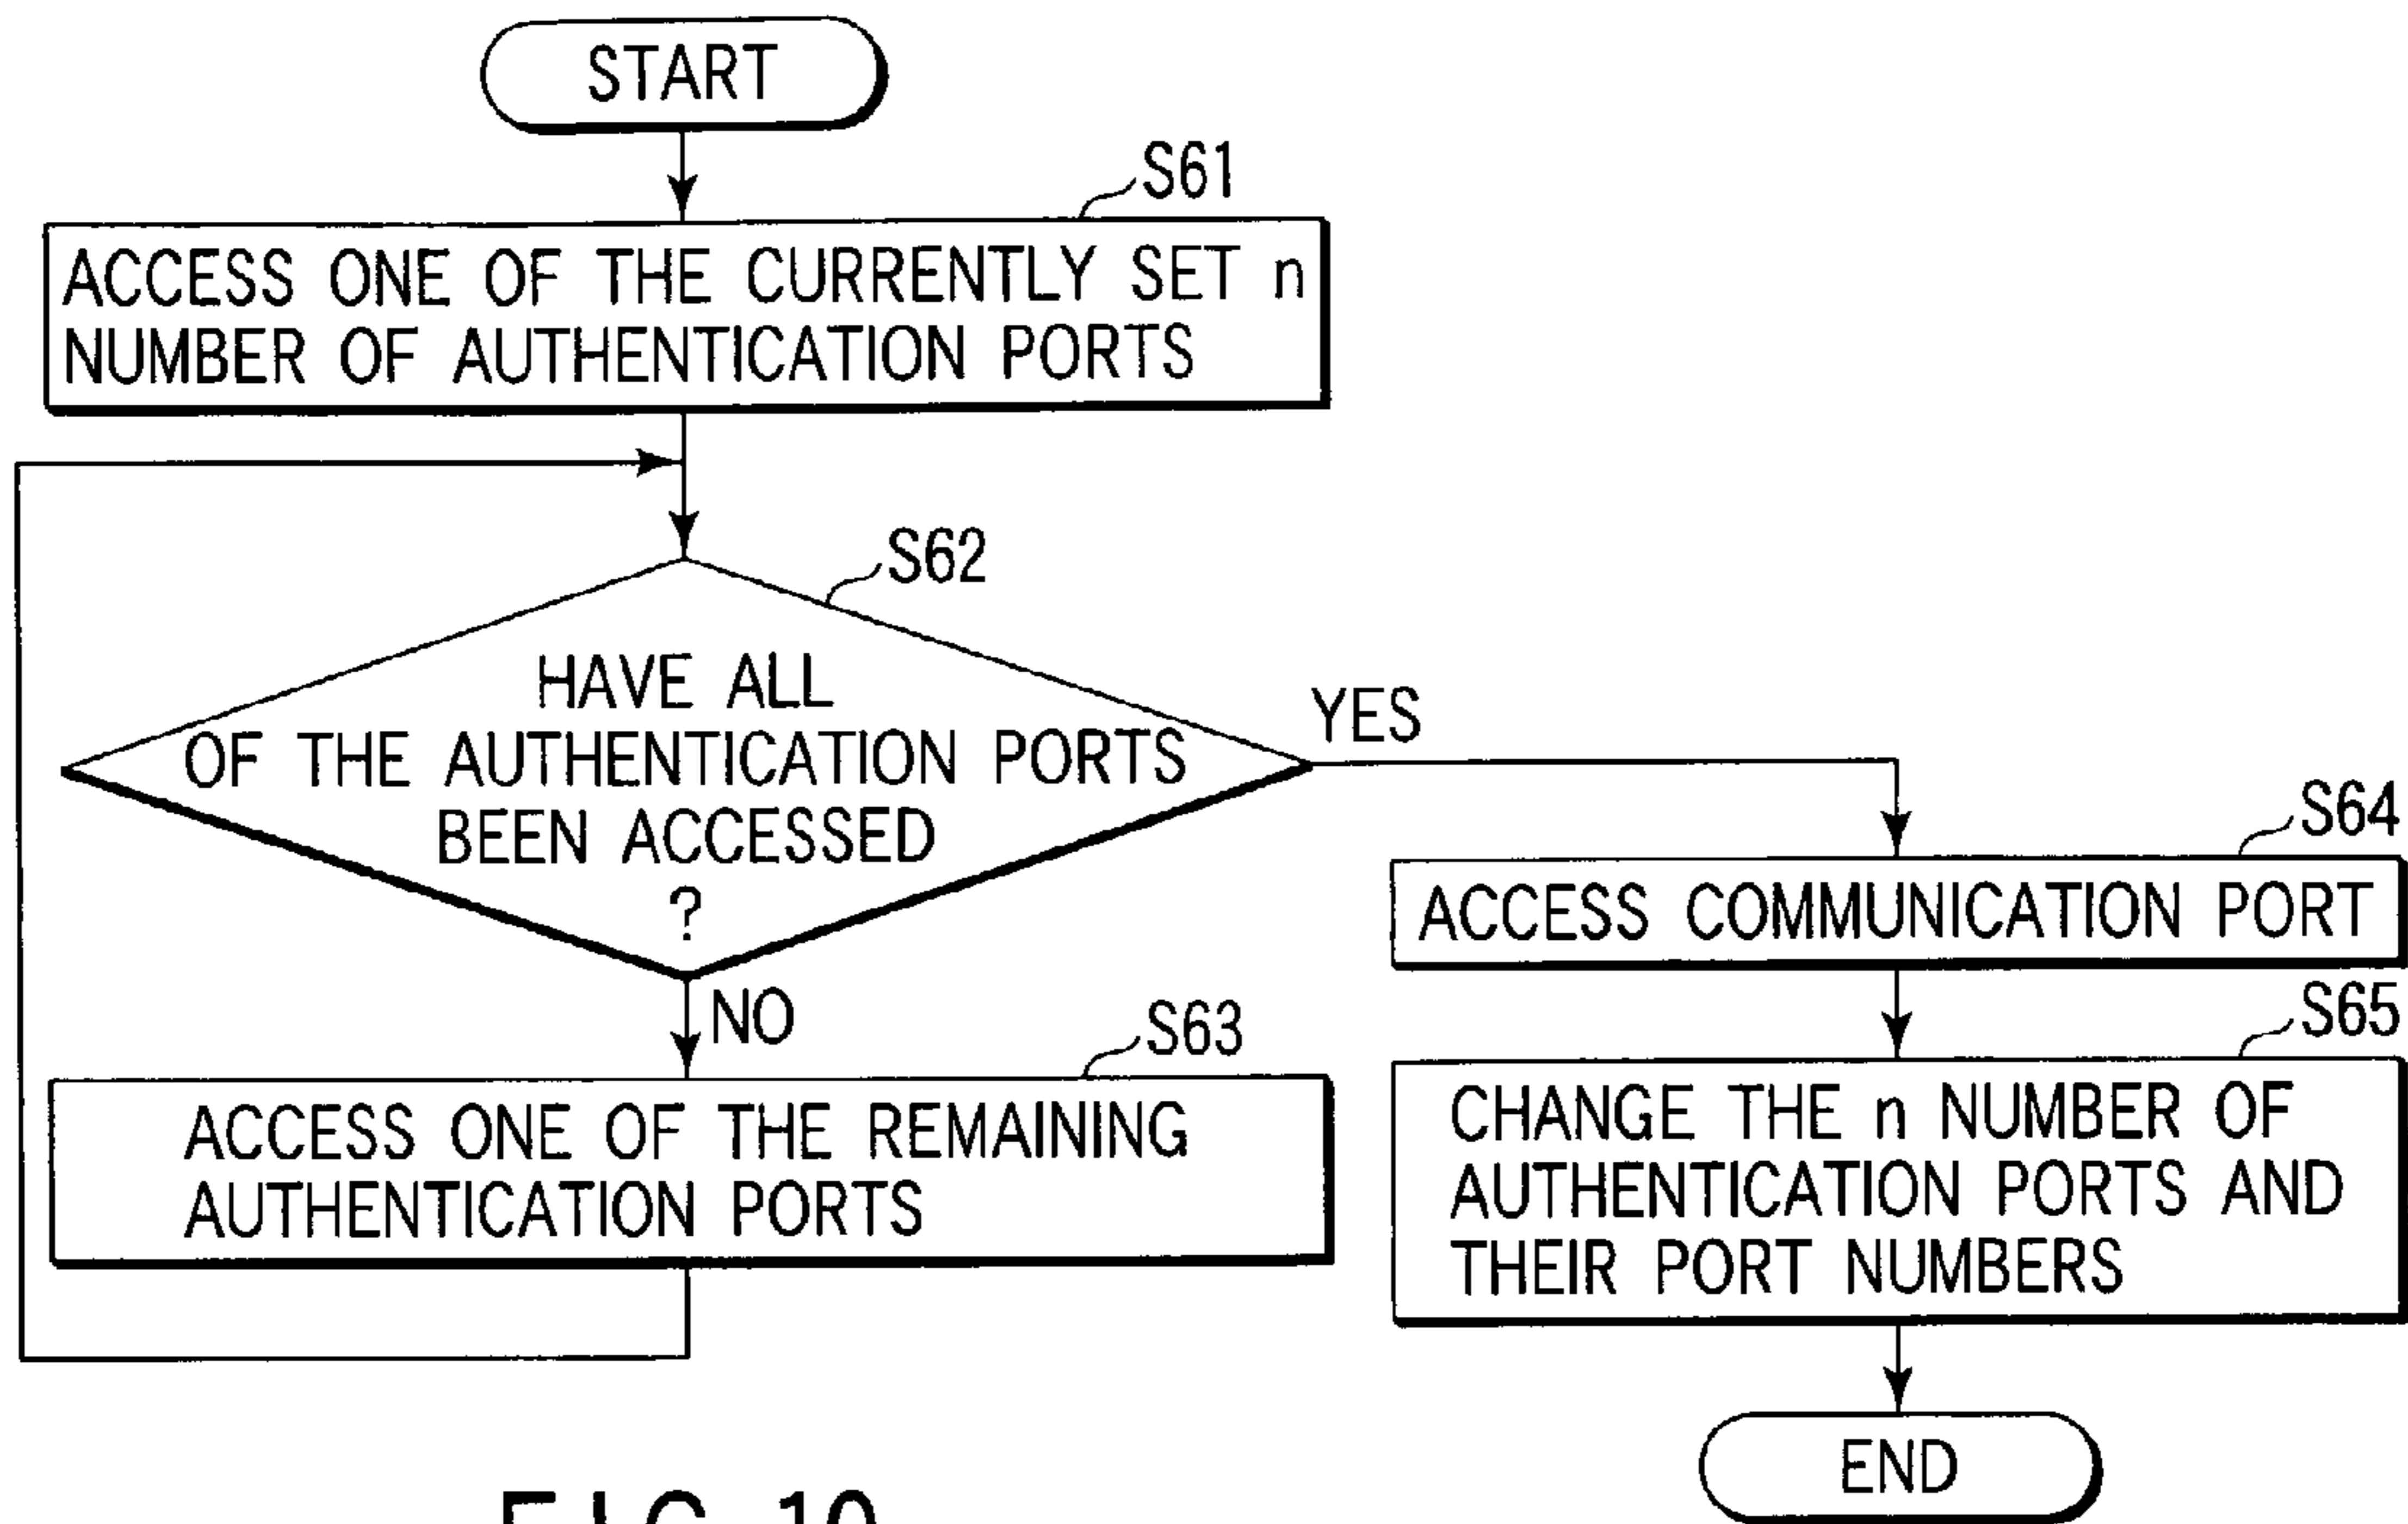 START
S61
ACCESS ONE OF THE CURRENTLY SET n
NUMBER OF AUTHENTICATION PORTS
S62
HAVE ALL
OF THE AUTHENTICATION PORTS
BEEN ACCESSED
?
YES
NO
S63
ACCESS ONE OF THE REMAINING
AUTHENTICATION PORTS
S64
ACCESS COMMUNICATION PORT
S65
CHANGE THE n NUMBER OF
AUTHENTICATION PORTS AND
THEIR PORT NUMBERS
END
FIG. 10